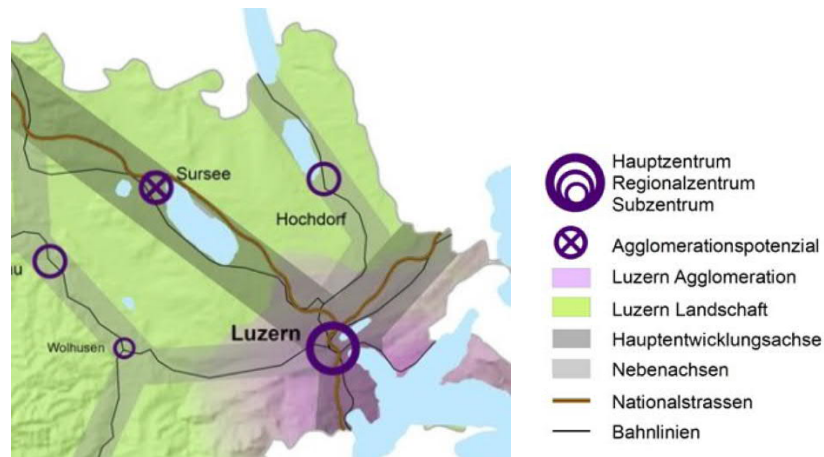 Sursee
Hochdorf
Luzern
Wolhusen
Hauptzentrum
Regionalzentrum
Subzentrum
Agglomerationspotenzial
Luzern Agglomeration
Luzern Landschaft
Hauptentwicklungsachse
Nebenachsen
Nationalstrassen
Bahnlinien